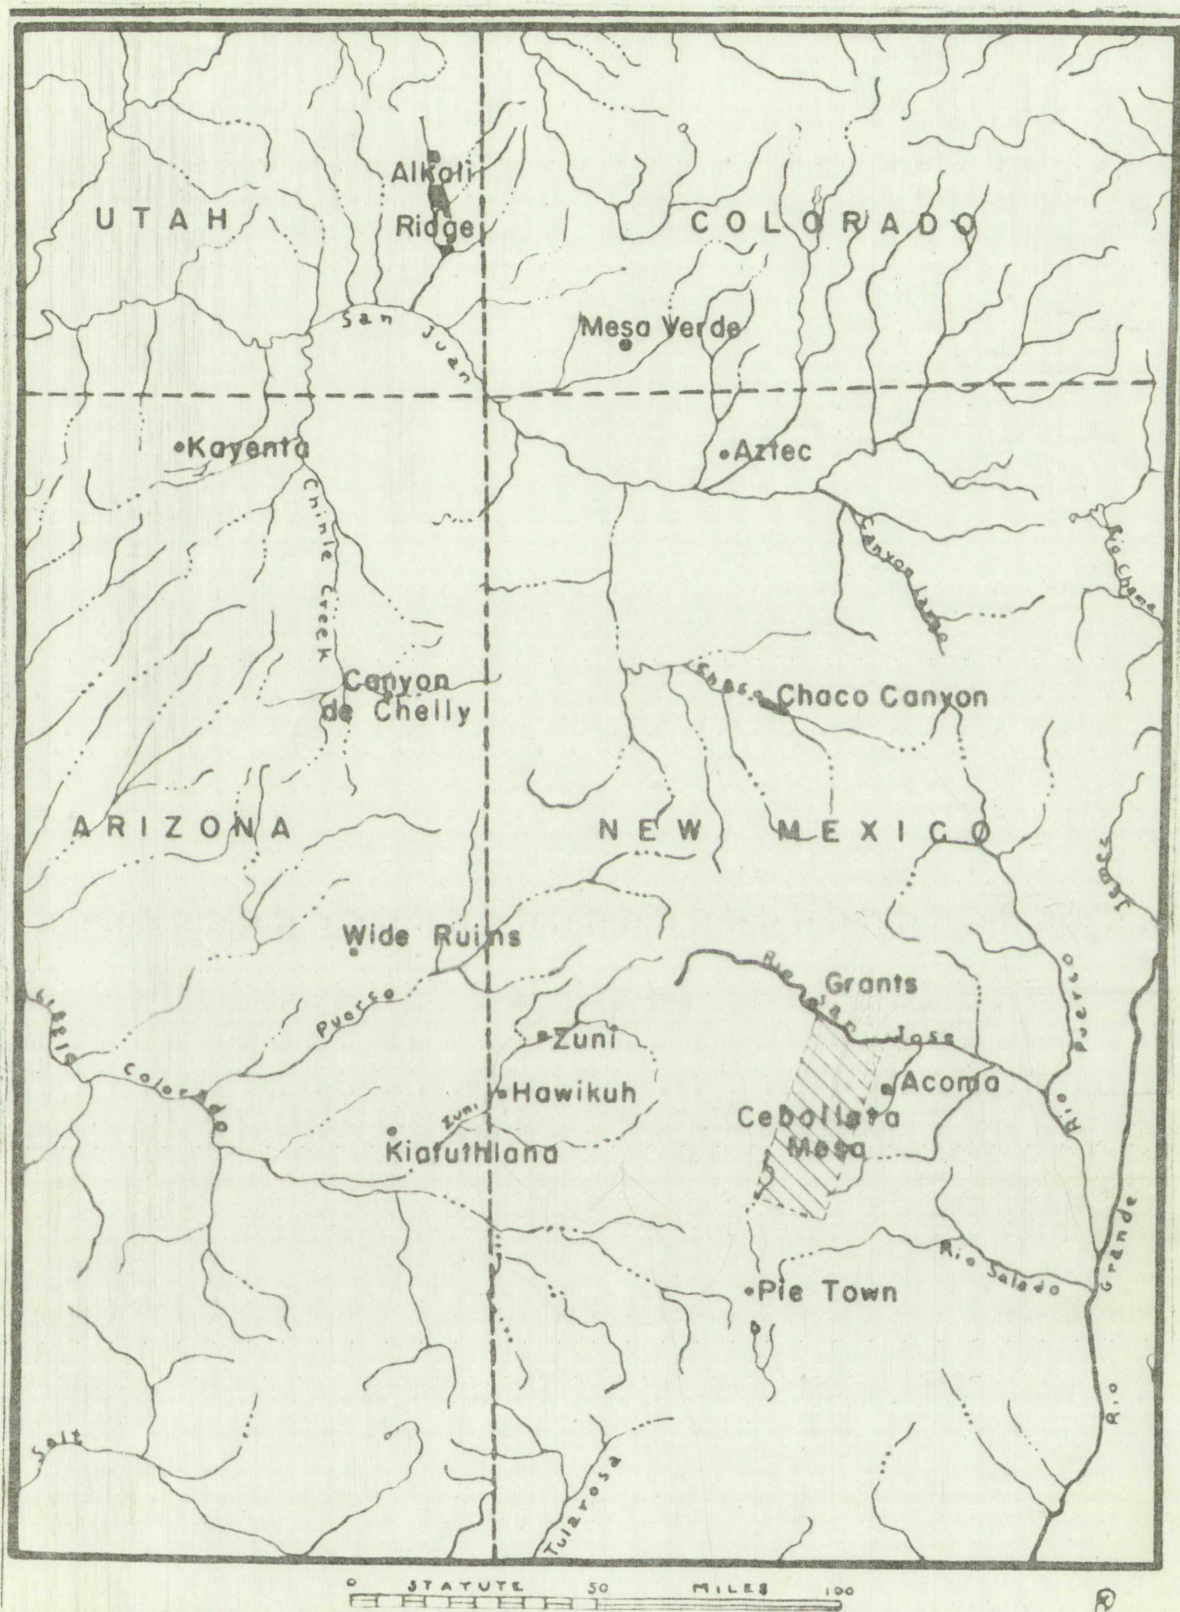 Alkali
Ridge
UTAH
COLORADO
San Juan
Mesa Verde
Kayenta
Aztec
Chinle Creek
Canyon Largo
Rio Chama
Canyon
de Chelly
Chaco
Chaco Canyon
ARIZONA
NEW MEXICO
Jemes
Wide Ruins
Rio San Jose
Grants
Puerco
Rio Puerco
Little Colorado
Zuni
Hawikuh
Zuni
Acoma
Cebolleta
Mesa
Kiatuthlana
Rio Salado
Rio Grande
Pie Town
Salt
Tularosa
0 STATUTE 50 MILES 100